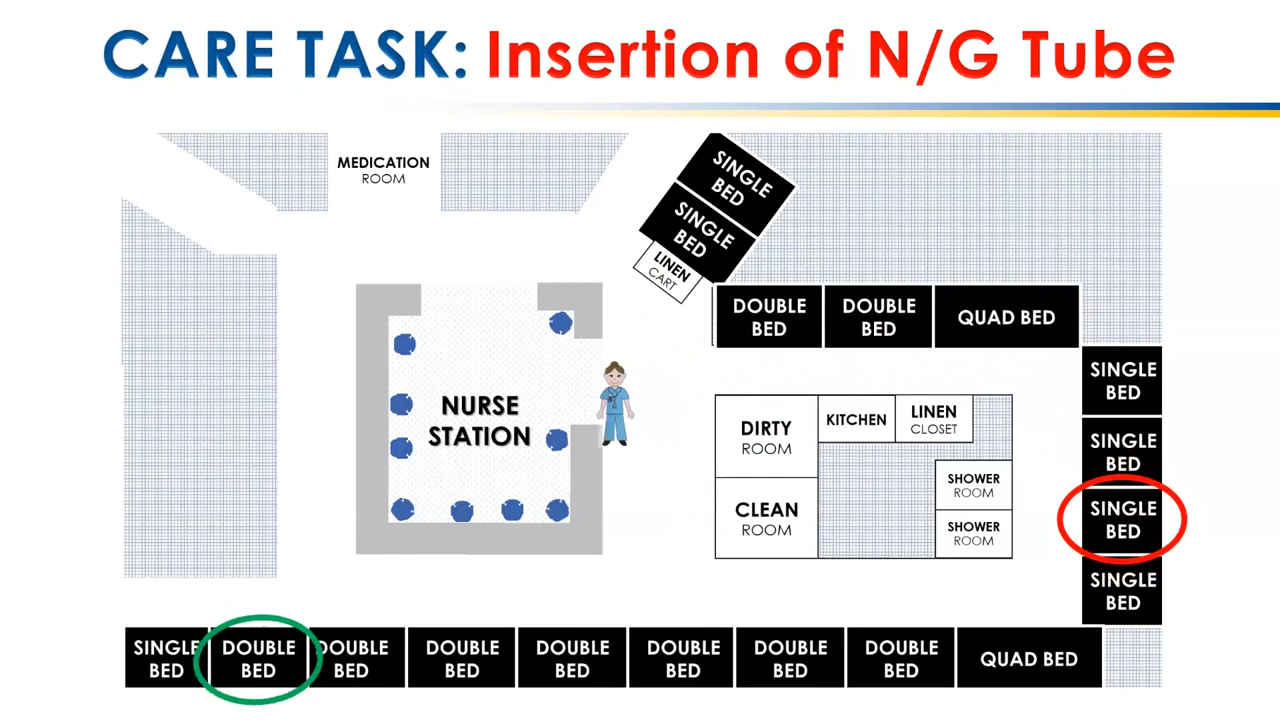 CARE TASK: Insertion of N/G Tube
MEDICATION
ROOM
SINGLE
BED
SINGLE
BED
LINEN
CART
DOUBLE
BED
DOUBLE
BED
QUAD BED
SINGLE
BED
NURSE
STATION
DIRTY
ROOM
KITCHEN
LINEN
CLOSET
SINGLE
BED
CLEAN
ROOM
SHOWER
ROOM
SHOWER
ROOM
SINGLE
BED
SINGLE
BED
SINGLE
BED
DOUBLE
BED
DOUBLE
BED
DOUBLE
BED
DOUBLE
BED
DOUBLE
BED
DOUBLE
BED
DOUBLE
BED
QUAD BED